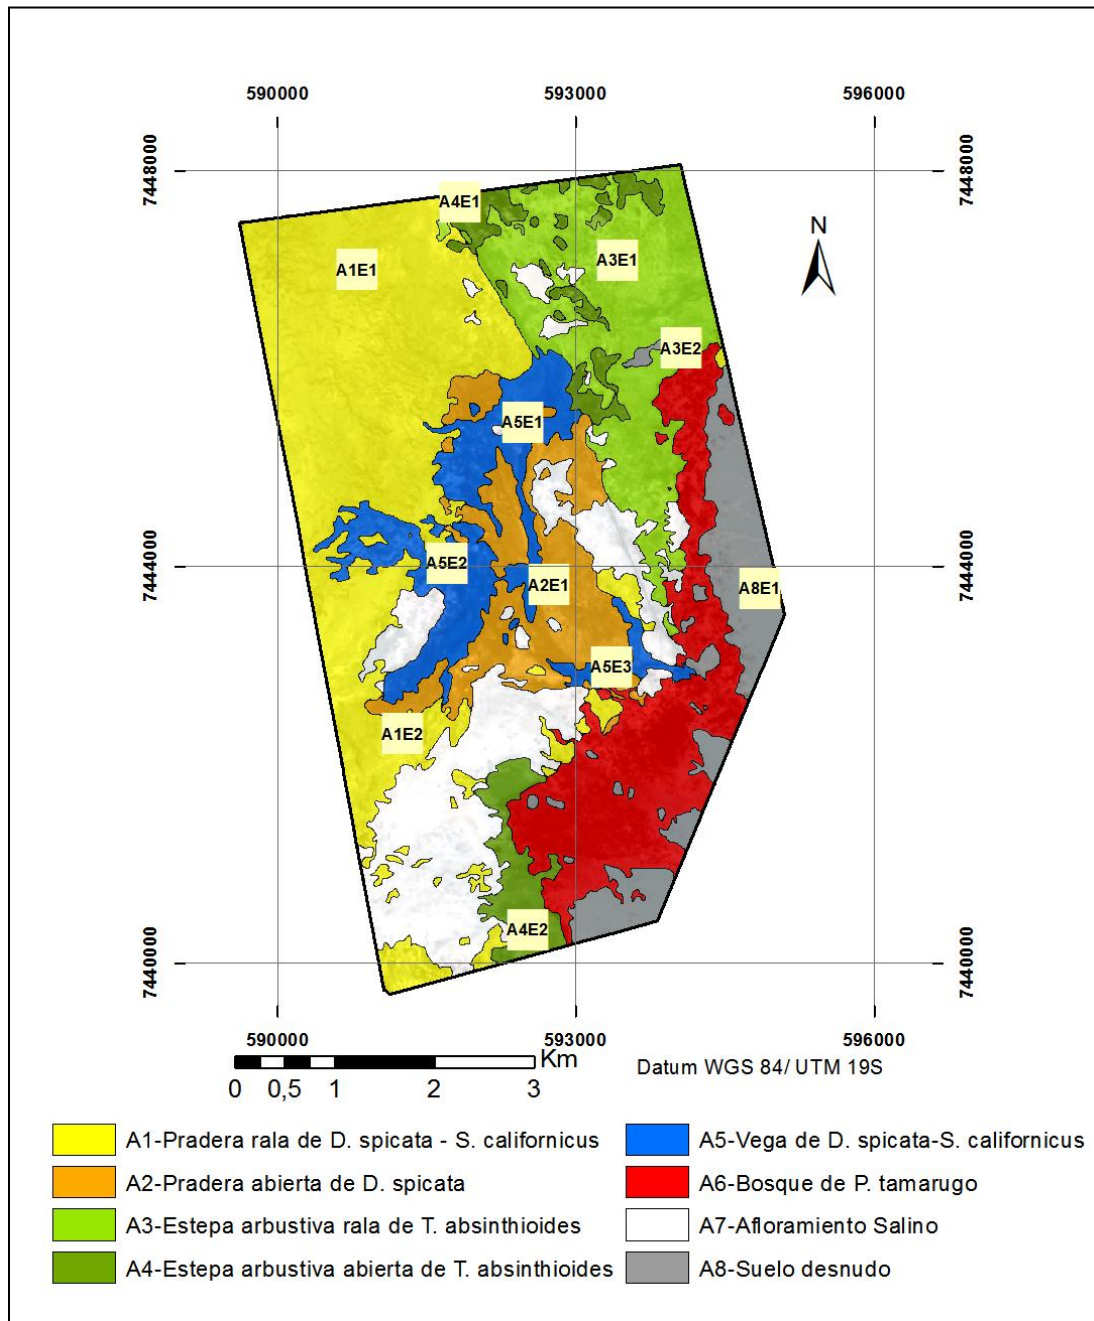 590000 593000 596000
7448000 7448000
N
A4E1
A3E1
A1E1
A3E2
A5E1
7444000 7444000
A5E2
A2E1
A8E1
A5E3
A1E2
A4E2
7440000 7440000
590000 593000 596000
Km
Datum WGS 84/ UTM 19S
0 0,5 1 2 3
A1-Pradera rala de D. spicata - S. californicus
A5-Vega de D. spicata-S. californicus
A2-Pradera abierta de D. spicata
A6-Bosque de P. tamarugo
A3-Estepa arbustiva rala de T. absinthioides
A7-Afloramiento Salino
A4-Estepa arbustiva abierta de T. absinthioides
A8-Suelo desnudo